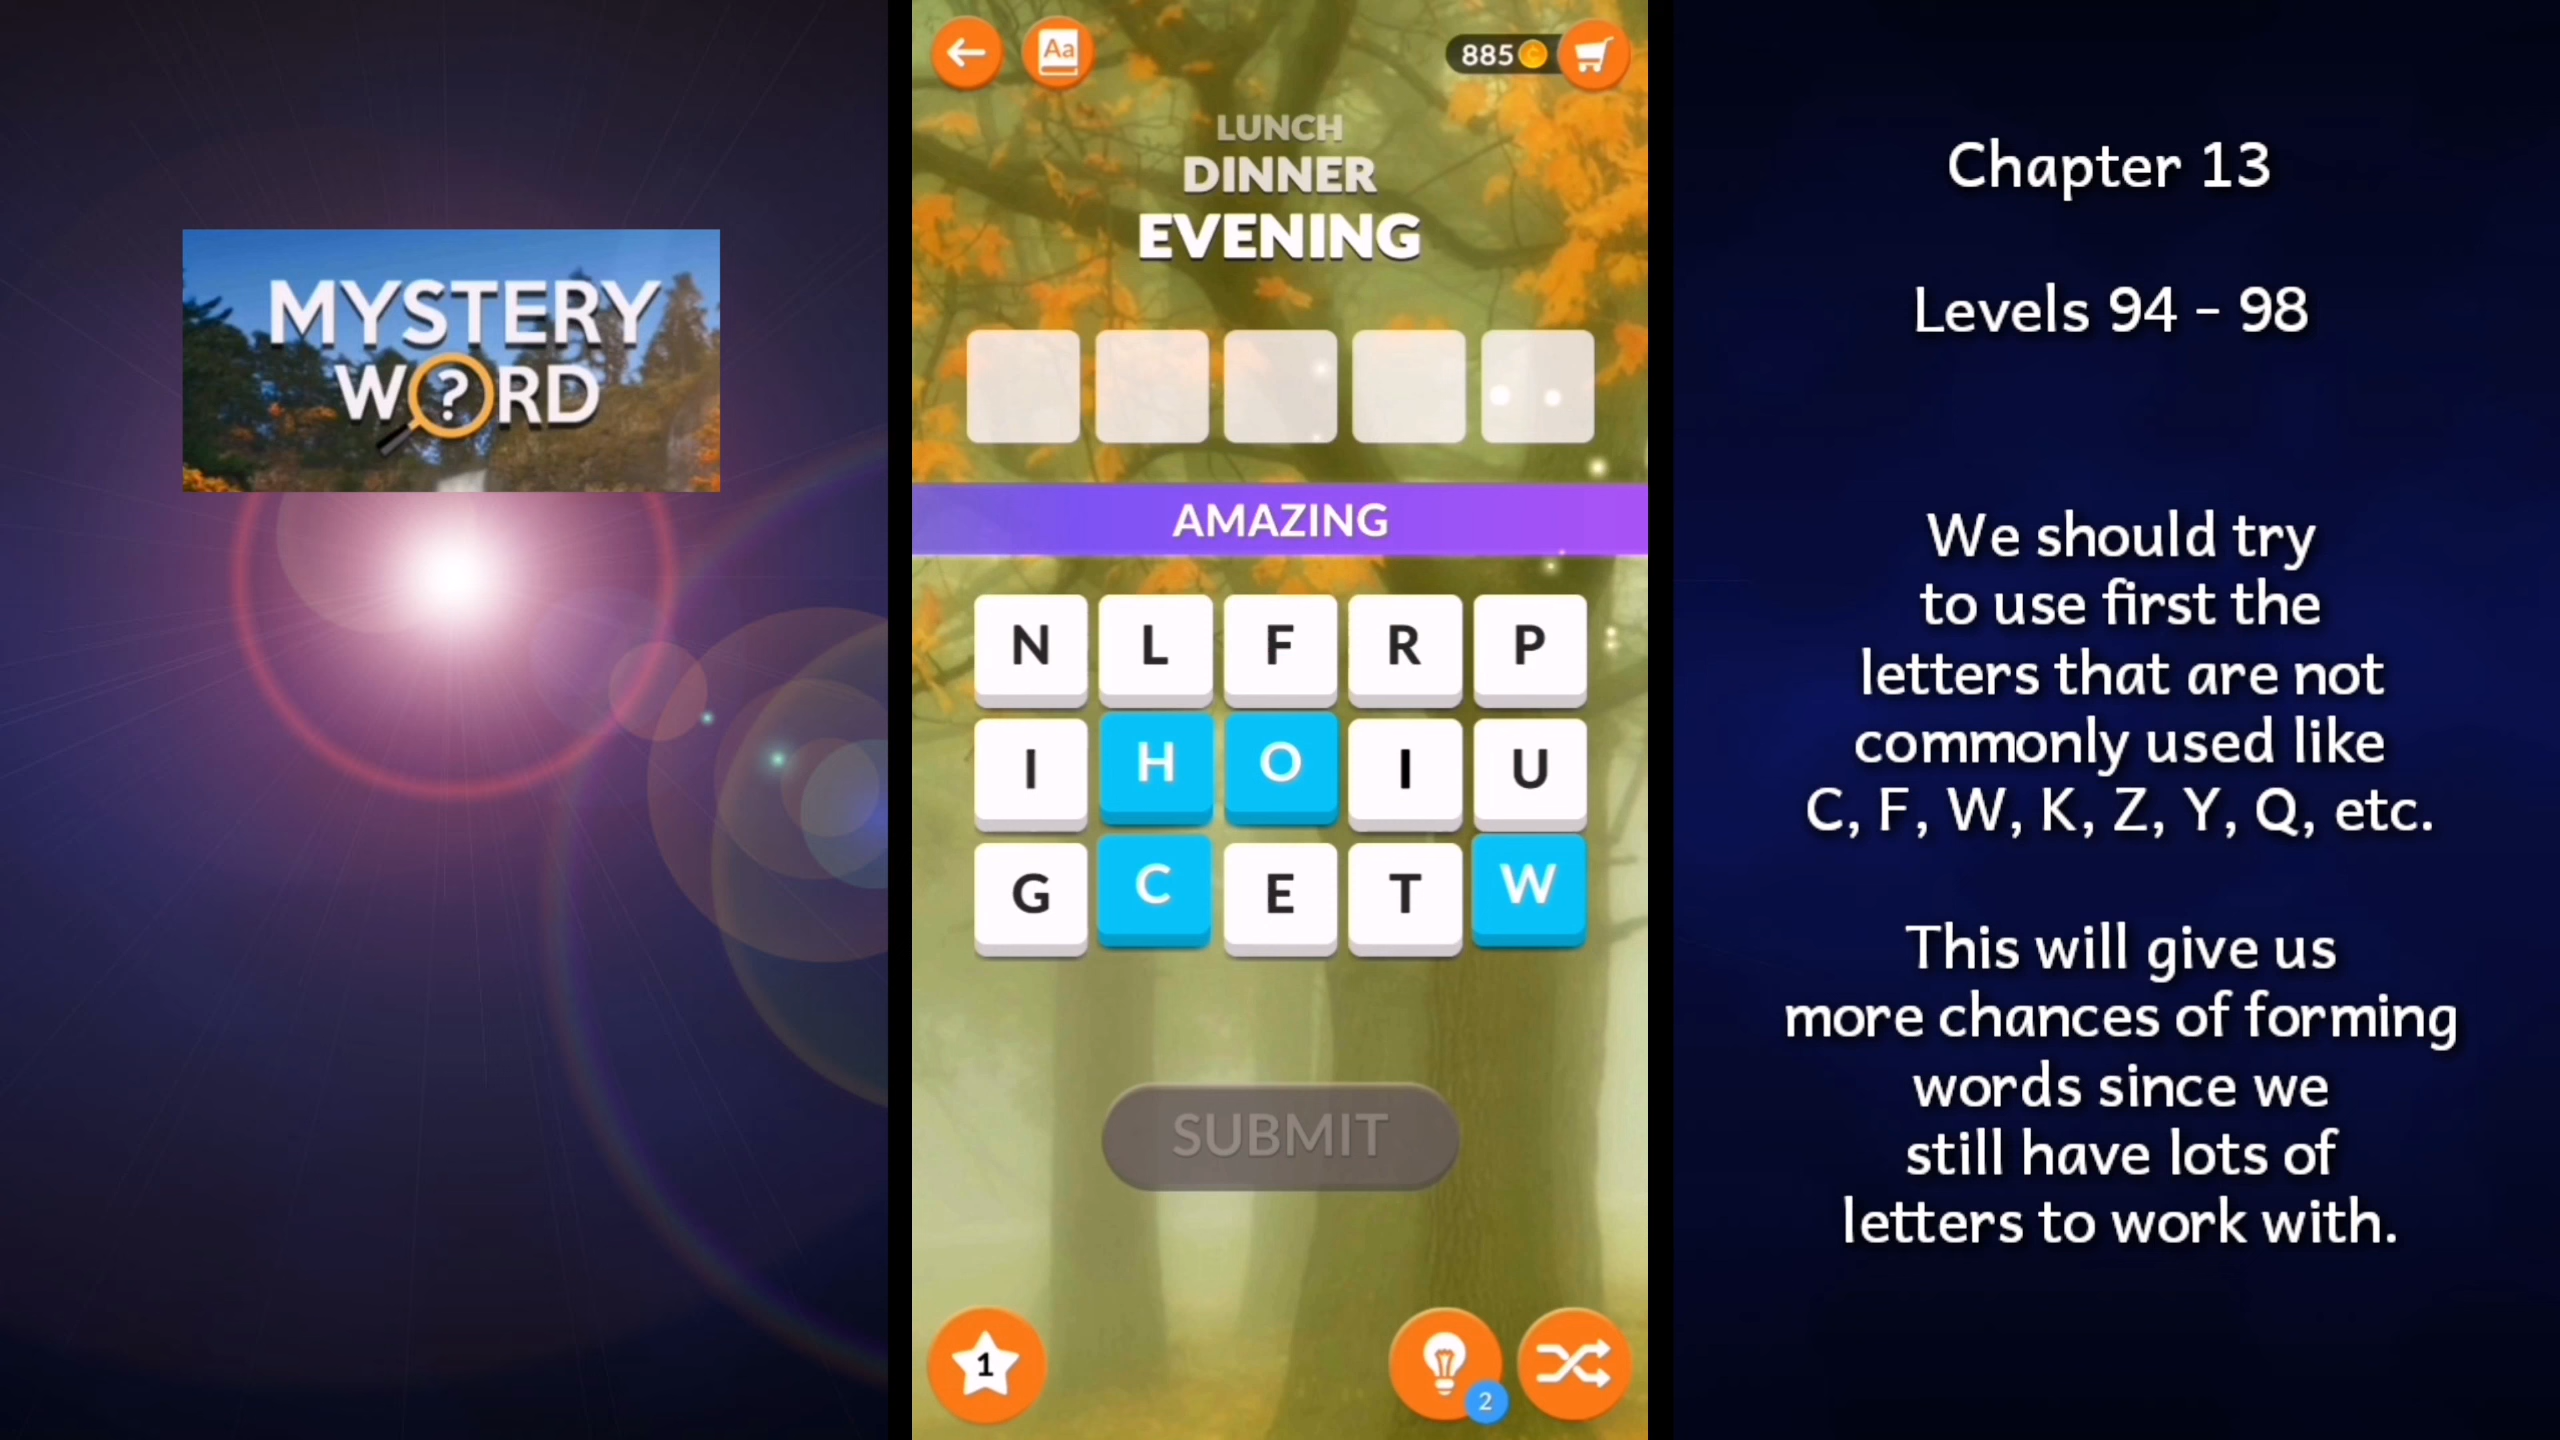 MYSTERY
W?RD
Aa
885
LUNCH
DINNER
EVENING
AMAZING
N L F R P
I H O I U
G C E T W
SUBMIT
1
2
Chapter 13
Levels 94 - 98
We should try
to use first the
letters that are not
commonly used like
C, F, W, K, Z, Y, Q, etc.
This will give us
more chances of forming
words since we
still have lots of
letters to work with.